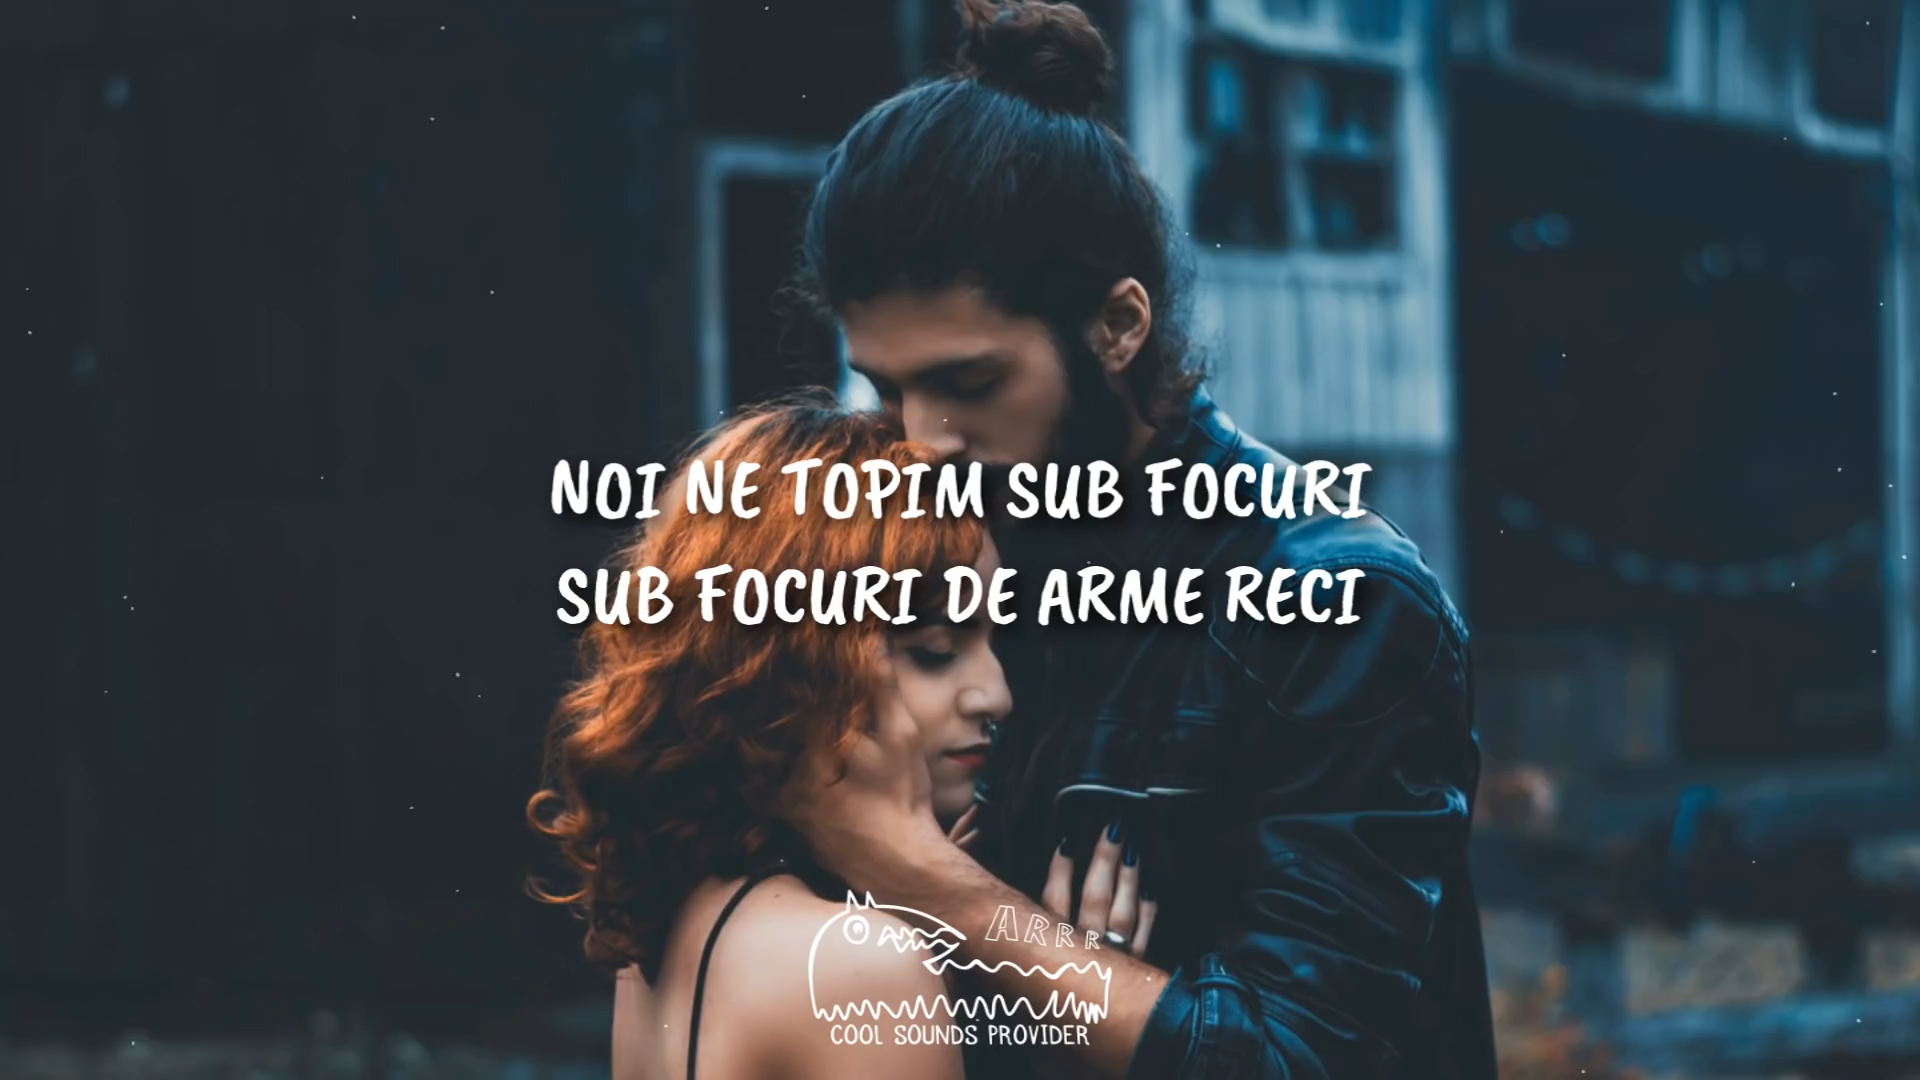 NOI NE TOPIM SUB FOCURI
SUB FOCURI DE ARME RECI
ARRR
COOL SOUNDS PROVIDER